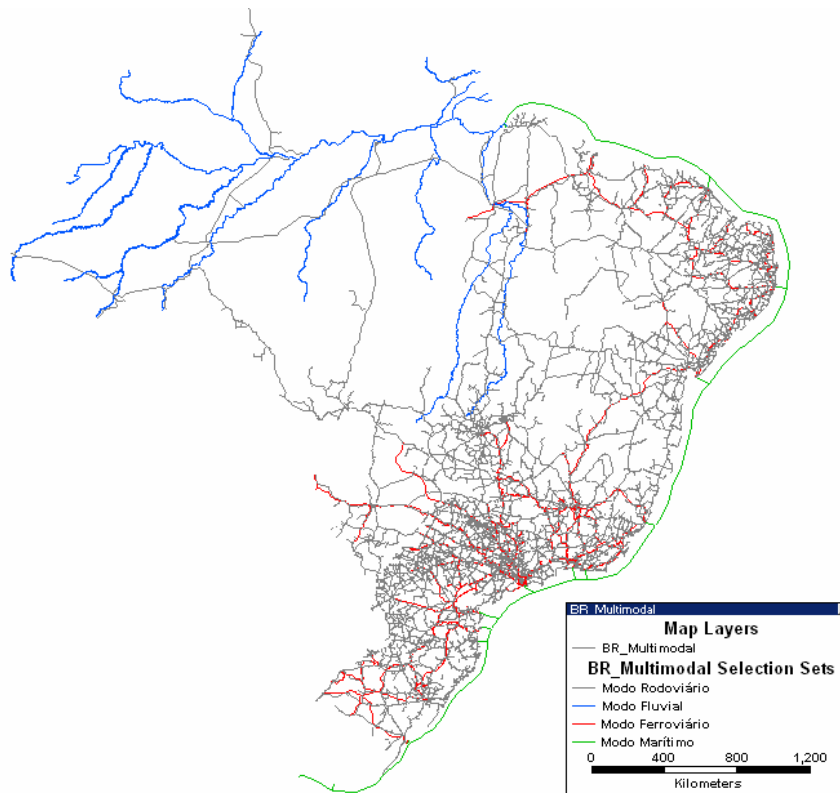 BR_Multimodal
Map Layers
BR_Multimodal
BR_Multimodal Selection Sets
Modo Rodoviário
Modo Fluvial
Modo Ferroviário
Modo Marítimo
0 400 800 1,200
Kilometers